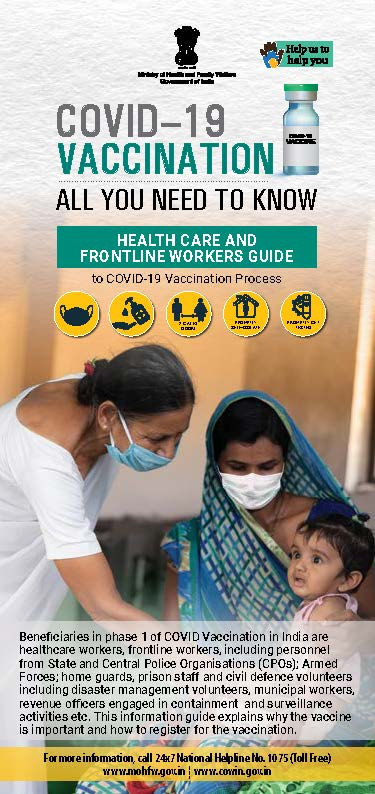 Ministry of Health and Family Welfare
Government of India
Help us to
help you
COVID-19
VACCINE
COVID–19
VACCINATION
ALL YOU NEED TO KNOW
HEALTH CARE AND
FRONTLINE WORKERS GUIDE
to COVID-19 Vaccination Process
Beneficiaries in phase 1 of COVID Vaccination in India are
healthcare workers, frontline workers, including personnel
from State and Central Police Organisations (CPOs); Armed
Forces; home guards, prison staff and civil defence volunteers
including disaster management volunteers, municipal workers,
revenue officers engaged in containment and surveillance
activities etc. This information guide explains why the vaccine
is important and how to register for the vaccination.
For more information, call 24x7 National Helpline No. 1075 (Toll Free)
www.mohfw.gov.in | www.cowin.gov.in